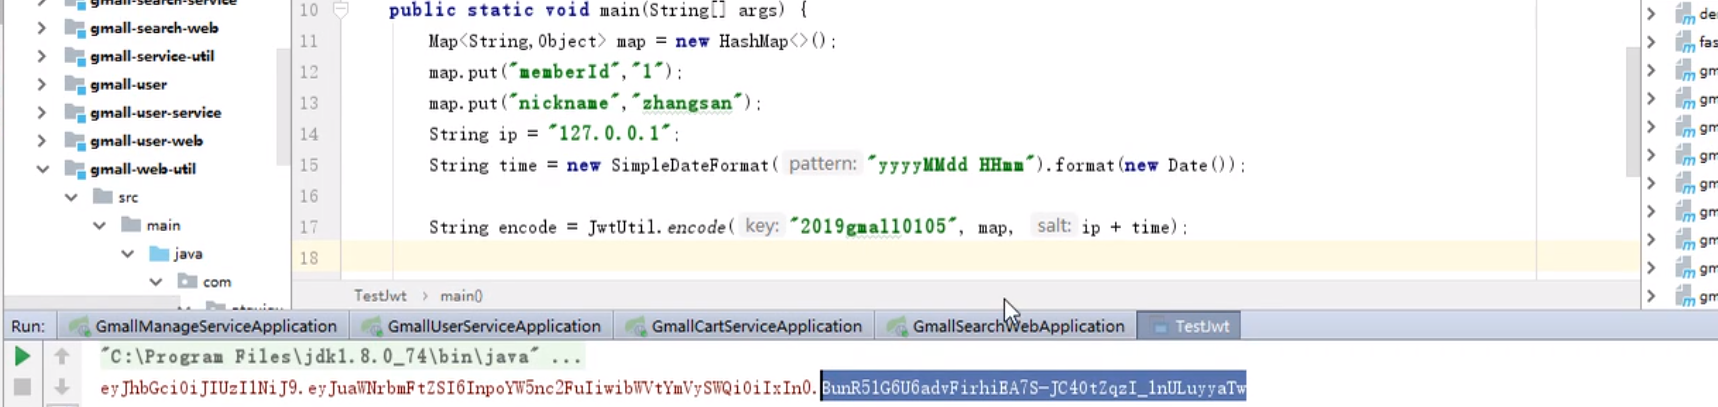 gmall-search-service
gmall-search-web
gmall-service-util
gmall-user
gmall-user-service
gmall-user-web
gmall-web-util
src
main
java
com
10 public static void main(String[] args) {
11 Map<String,Object> map = new HashMap<>();
12 map.put("memberId","1");
13 map.put("nickname","zhangsan");
14 String ip = "127.0.0.1";
15 String time = new SimpleDateFormat( pattern: "yyyyMMdd HHmm").format(new Date());
16
17 String encode = JwtUtil.encode( key: "2019gmall0105", map, salt: ip + time);
18
TestJwt > main()
de
fas
gm
gm
gm
gm
gm
gm
gm
gm
gm
Run: GmallManageServiceApplication GmallUserServiceApplication GmallCartServiceApplication GmallSearchWebApplication TestJwt
"C:\Program Files\jdk1.8.0_74\bin\java" ...
eyJhbGciOiJIUzI1NiJ9.eyJuaWNrbmFtZSI6InpoYW5nc2FuIiwibWVtYmVySWQiOiIxIn0.BunR51G6U6advFirhiEA7S-JC40tZqzI_1nULuyyaTw